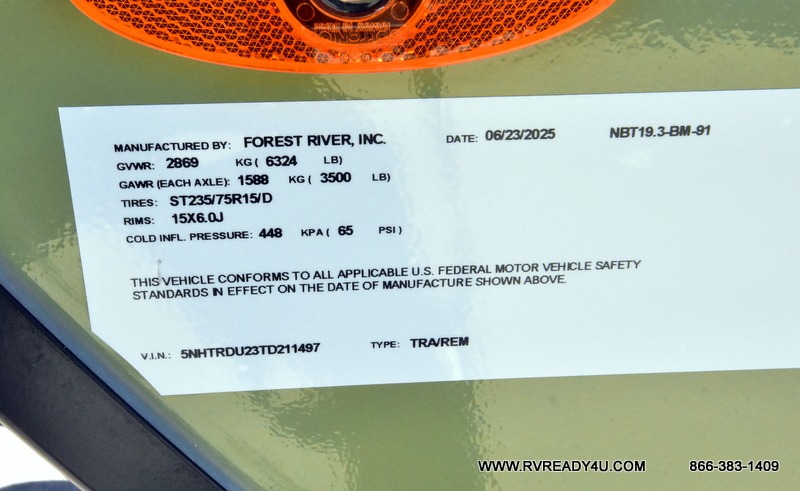 MADE IN TAIWAN
MANUFACTURED BY: FOREST RIVER, INC. DATE: 06/23/2025 NBT19.3-BM-91
GVWR: 2869 KG ( 6324 LB)
GAWR (EACH AXLE): 1588 KG ( 3500 LB)
TIRES: ST235/75R15/D
RIMS: 15X6.0J
COLD INFL. PRESSURE: 448 KPA ( 65 PSI )
THIS VEHICLE CONFORMS TO ALL APPLICABLE U.S. FEDERAL MOTOR VEHICLE SAFETY
STANDARDS IN EFFECT ON THE DATE OF MANUFACTURE SHOWN ABOVE.
V.I.N.: 5NHTRDU23TD211497 TYPE: TRA/REM
WWW.RVREADY4U.COM 866-383-1409